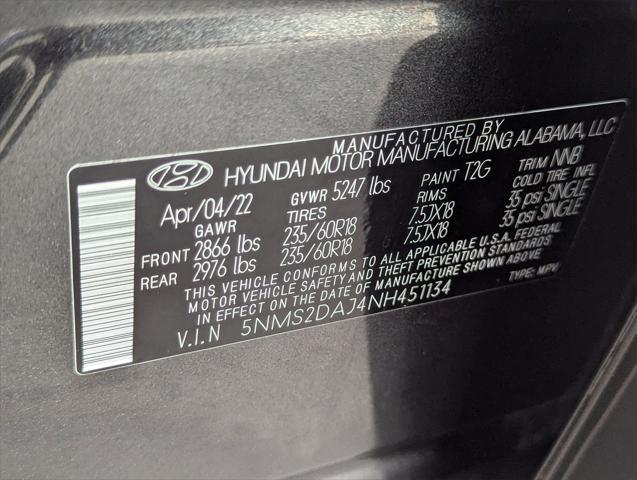 MANUFACTURED BY
HYUNDAI MOTOR MANUFACTURING ALABAMA, LLC
Apr/04/22 GVWR 5247 lbs PAINT T2G TRIM NNB
GAWR TIRES RIMS COLD TIRE INFL
FRONT 2866 lbs 235/60R18 7.5JX18 35 psi SINGLE
REAR 2976 lbs 235/60R18 7.5JX18 35 psi SINGLE
THIS VEHICLE CONFORMS TO ALL APPLICABLE U.S.A. FEDERAL
MOTOR VEHICLE SAFETY AND THEFT PREVENTION STANDARDS
IN EFFECT ON THE DATE OF MANUFACTURE SHOWN ABOVE
V.I.N 5NMS2DAJ4NH451134 TYPE: MPV